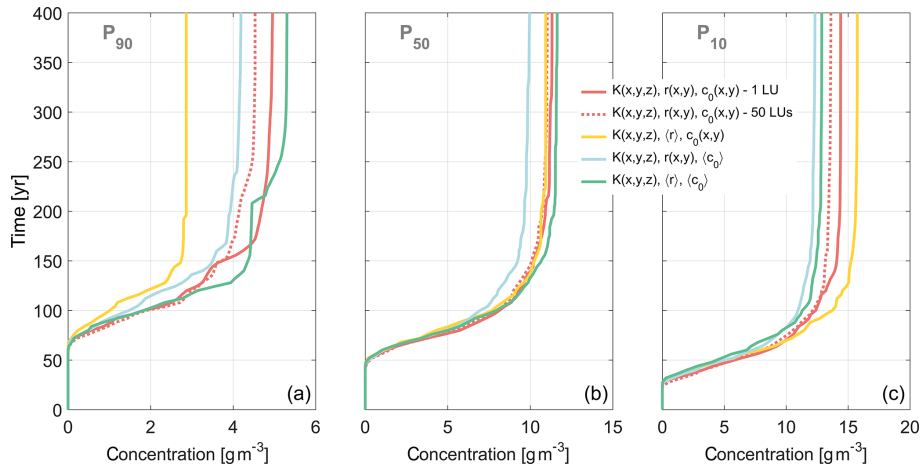 P90
P50
P10
400
350
300
250
200
150
100
50
0
Time [yr]
K(x,y,z), r(x,y), c0(x,y) - 1 LU
K(x,y,z), r(x,y), c0(x,y) - 50 LUs
K(x,y,z), ⟨r⟩, c0(x,y)
K(x,y,z), r(x,y), ⟨c0⟩
K(x,y,z), ⟨r⟩, ⟨c0⟩
(a)
(b)
(c)
0 2 4 6
0 5 10 15
0 5 10 15 20
Concentration [g m-3]
Concentration [g m-3]
Concentration [g m-3]